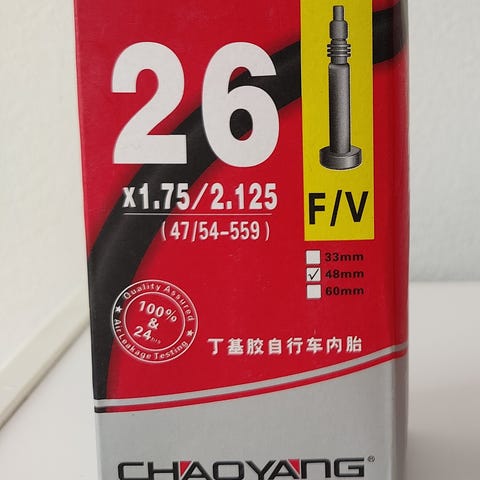 26
x1.75/2.125
(47/54-559)
F/V
33mm
48mm
60mm
Quality Assured
100%
&
24hrs
Air Leakage Testing
丁基胶自行车内胎
CHAOYANG®